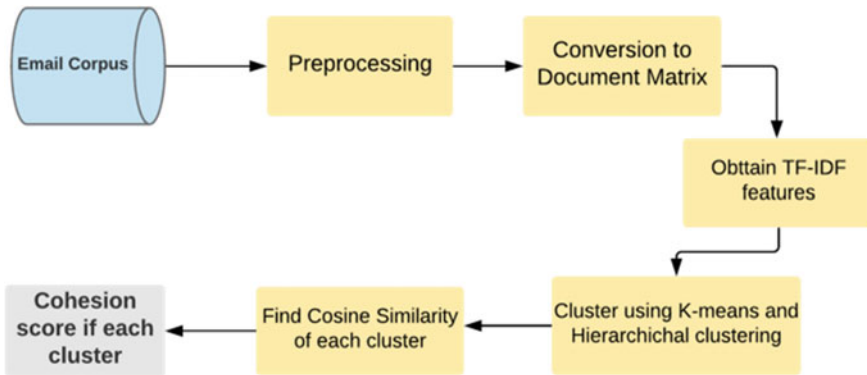 Email Corpus
Preprocessing
Conversion to
Document Matrix
Obttain TF-IDF
features
Cluster using K-means and
Hierarchichal clustering
Find Cosine Similarity
of each cluster
Cohesion
score if each
cluster